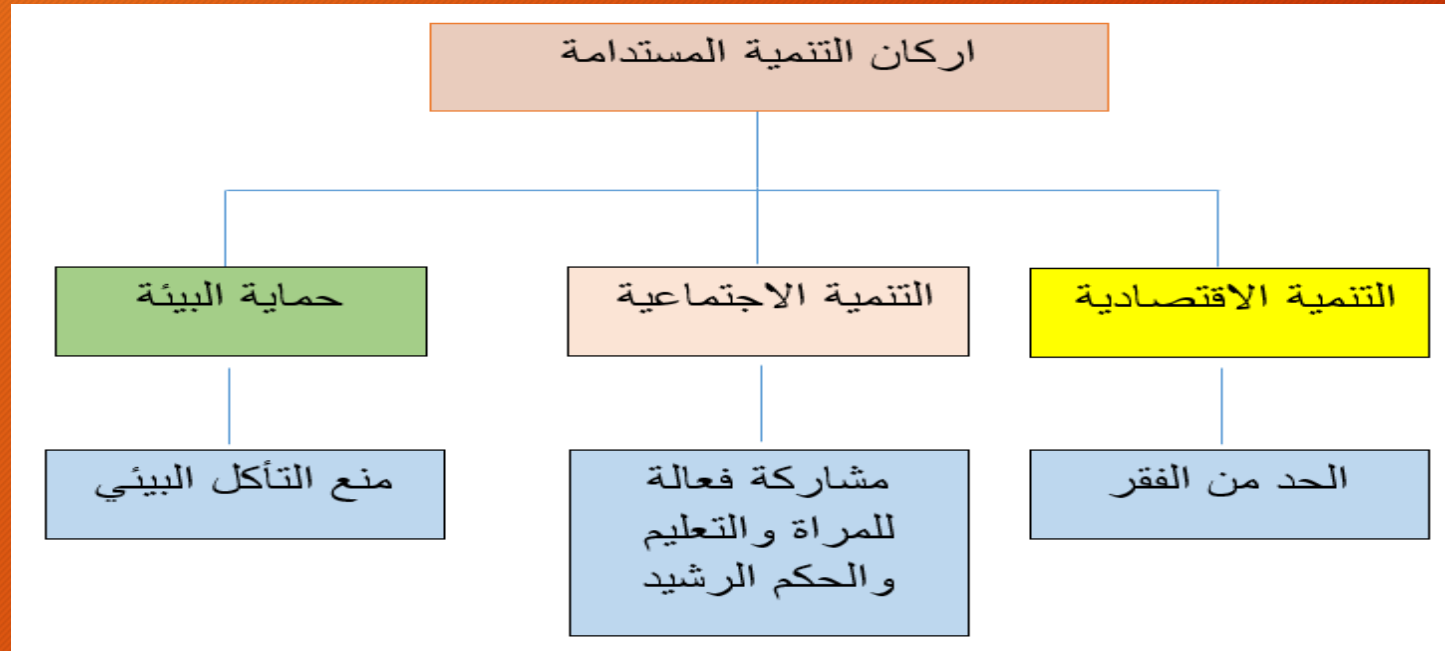 اركان التنمية المستدامة
التنمية الاقتصادية
التنمية الاجتماعية
حماية البيئة
الحد من الفقر
مشاركة فعالة
للمراة والتعليم
والحكم الرشيد
منع التأكل البيئي